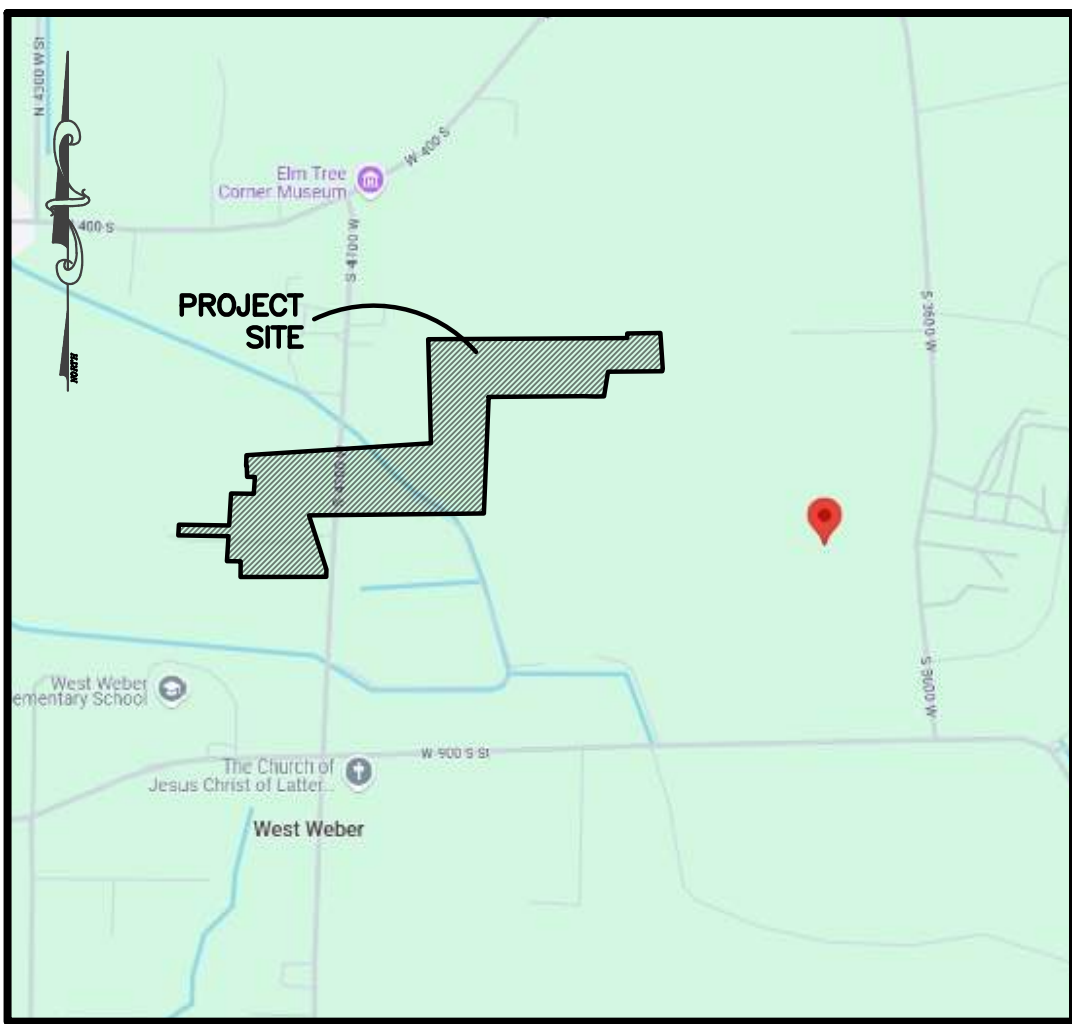 N 4300 W St
W 400 S
Elm Tree
Corner Museum
400 S
S 4700 W
PROJECT
SITE
NORTH
S 3600 W
West Weber
ementary School
S 3600 W
W 900 S St
The Church of
Jesus Christ of Latter...
West Weber